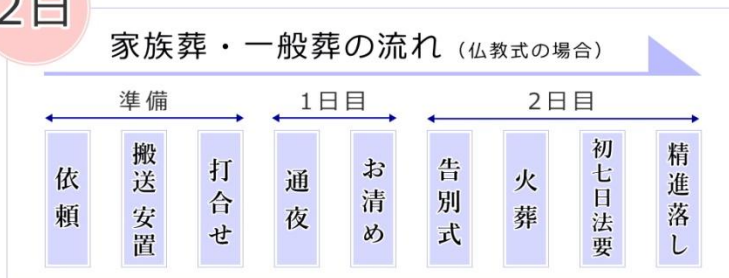 2日
家族葬・一般葬の流れ（仏教式の場合）
準備
1日目
2日目
依頼
搬送 安置
打合せ
通夜
お清め
告別式
火葬
初七日法要
精進落し